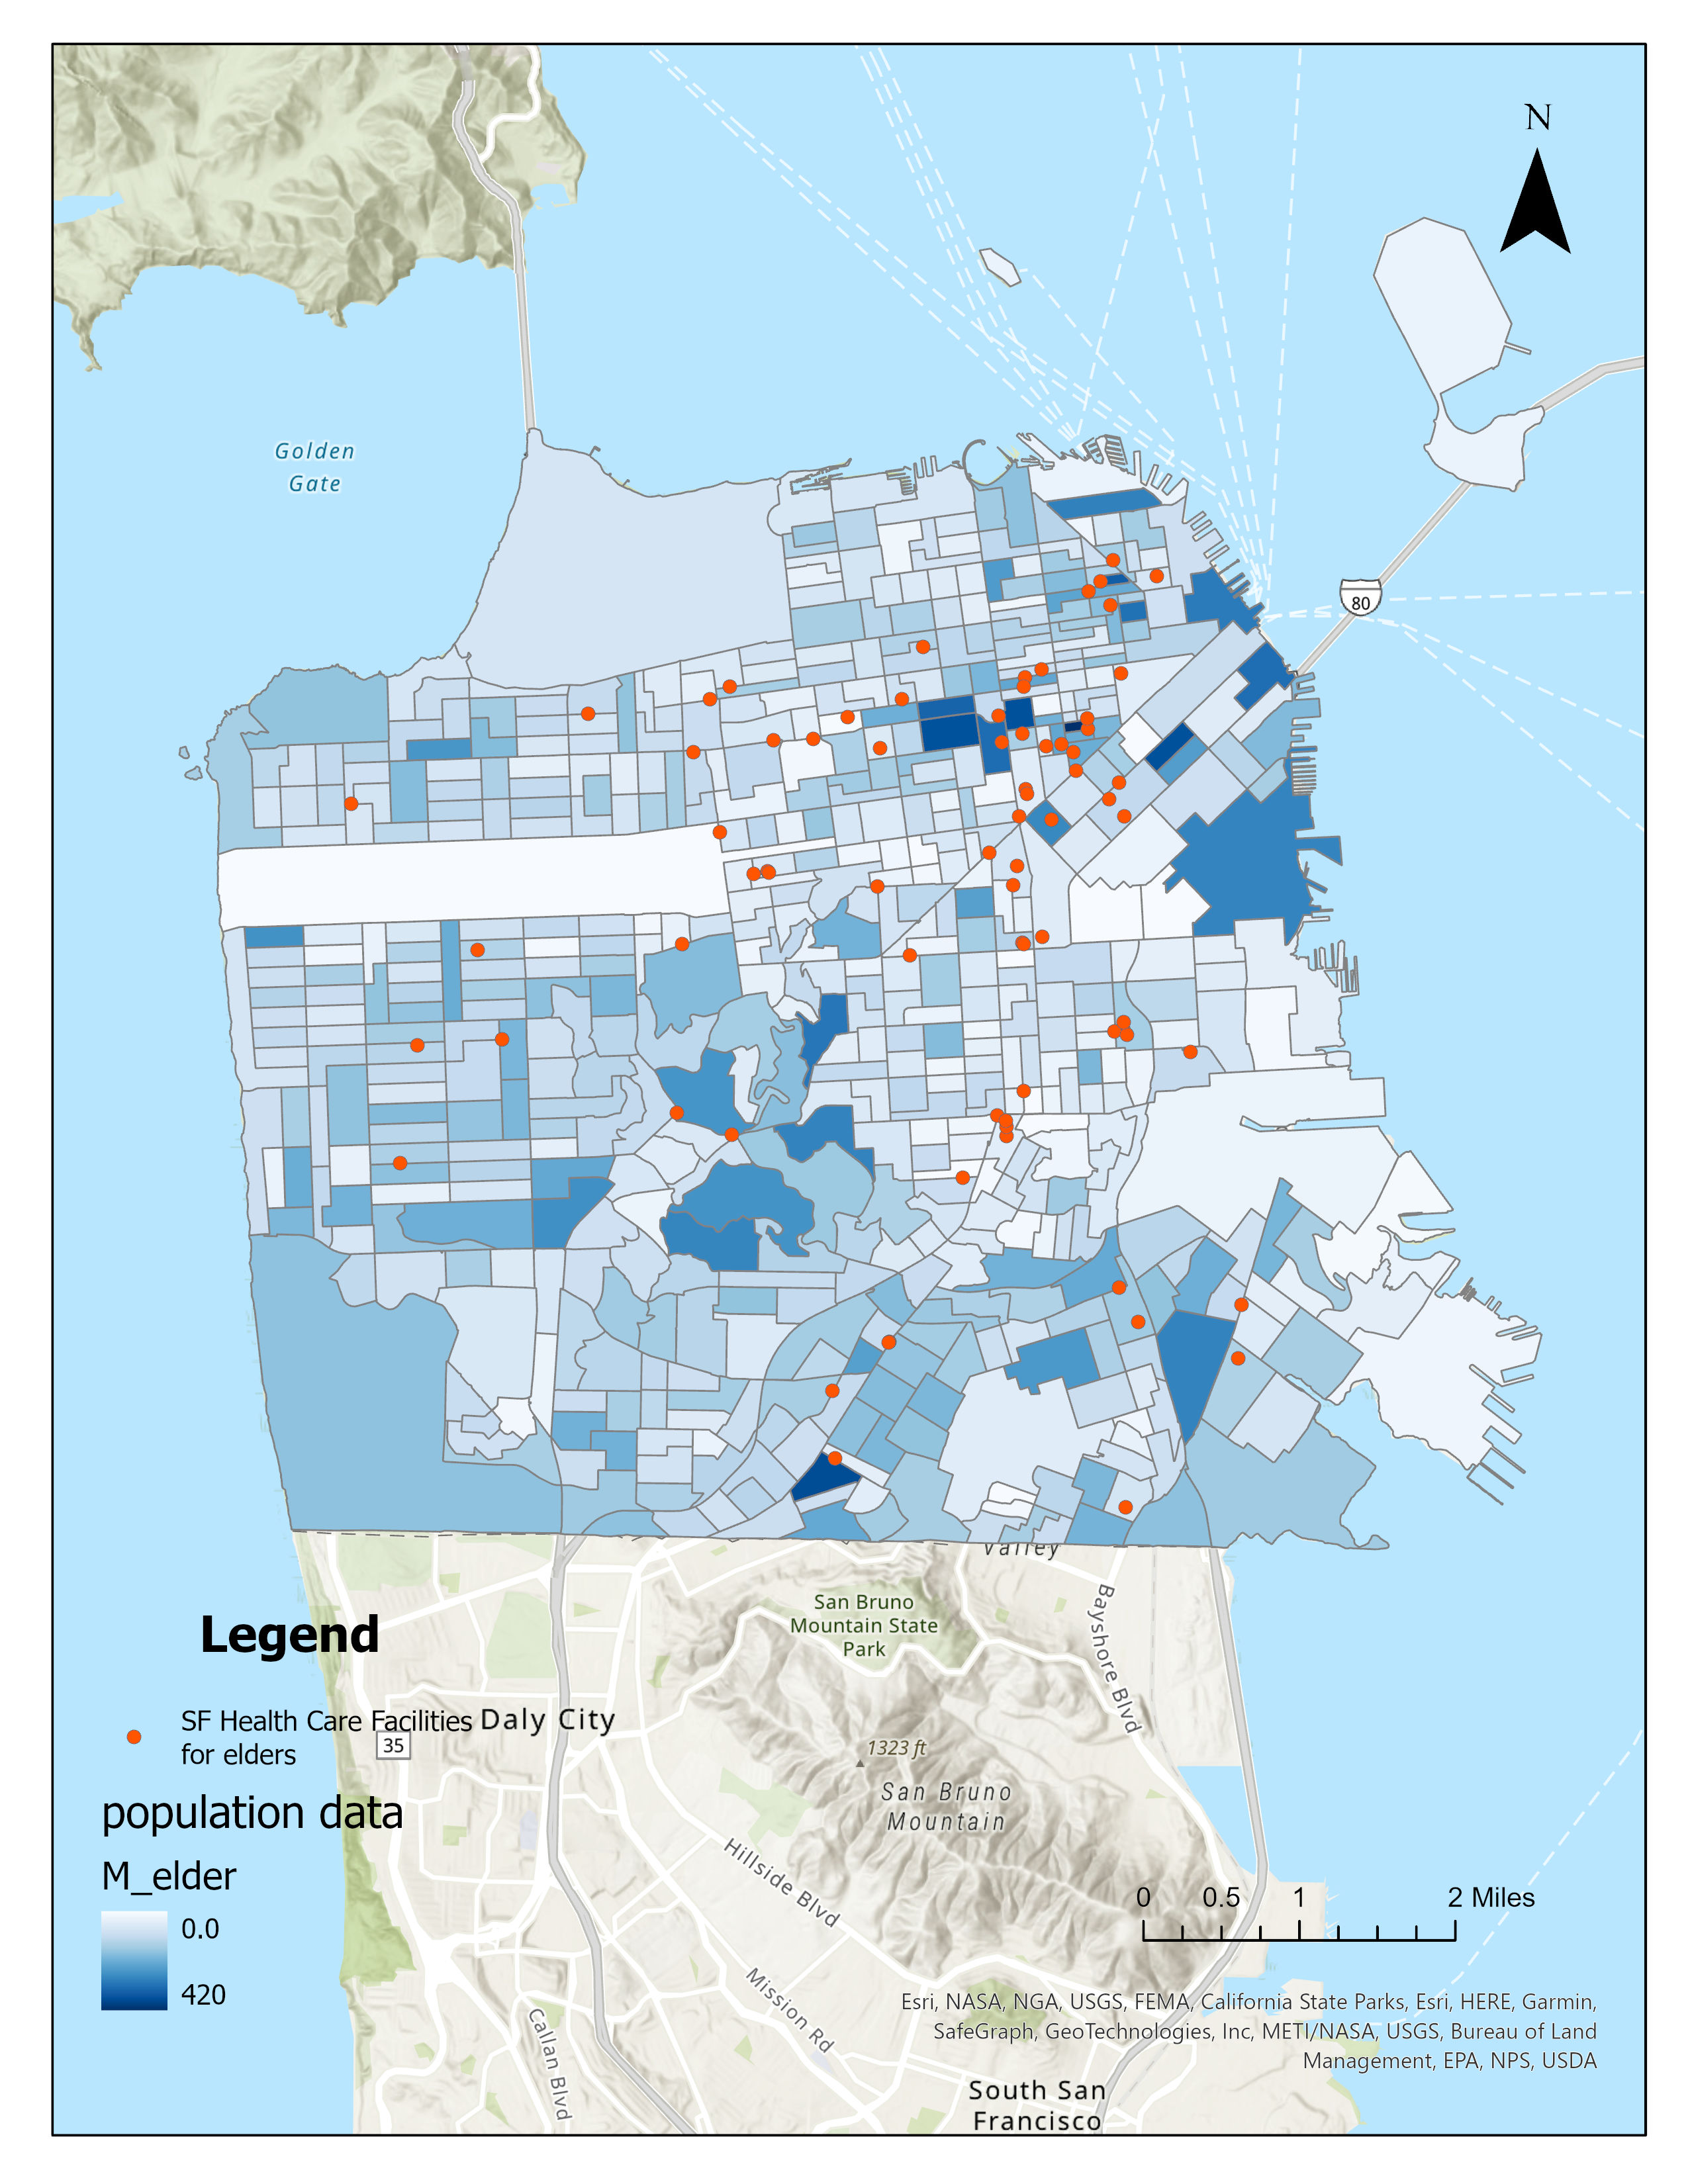 N
Golden
Gate
80
Valley
San Bruno
Mountain State
Park
Bayshore Blvd
Legend
SF Health Care Facilities
for elders
Daly City
35
1323 ft
San Bruno
Mountain
population data
M_elder
0.0
420
Hillside Blvd
Mission Rd
Callan Blvd
0 0.5 1 2 Miles
Esri, NASA, NGA, USGS, FEMA, California State Parks, Esri, HERE, Garmin,
SafeGraph, GeoTechnologies, Inc, METI/NASA, USGS, Bureau of Land
Management, EPA, NPS, USDA
South San
Francisco